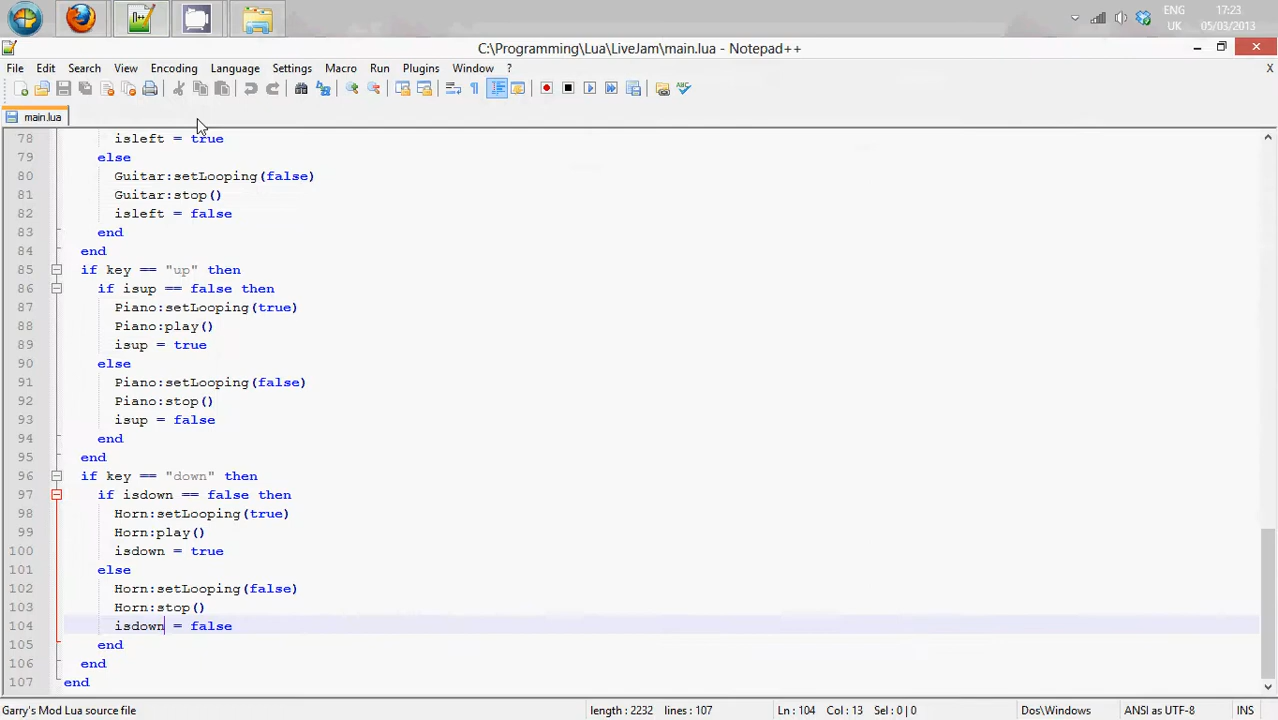 ENG
17:23
UK
05/03/2013
C:\Programming\Lua\LiveJam\main.lua - Notepad++
File Edit Search View Encoding Language Settings Macro Run Plugins Window ?
X
main.lua
78 isleft = true
79 else
80 Guitar:setLooping(false)
81 Guitar:stop()
82 isleft = false
83 end
84 end
85 if key == "up" then
86 if isup == false then
87 Piano:setLooping(true)
88 Piano:play()
89 isup = true
90 else
91 Piano:setLooping(false)
92 Piano:stop()
93 isup = false
94 end
95 end
96 if key == "down" then
97 if isdown == false then
98 Horn:setLooping(true)
99 Horn:play()
100 isdown = true
101 else
102 Horn:setLooping(false)
103 Horn:stop()
104 isdown = false
105 end
106 end
107 end
Garry's Mod Lua source file length : 2232 lines : 107 Ln : 104 Col : 13 Sel : 0 | 0 Dos\Windows ANSI as UTF-8 INS